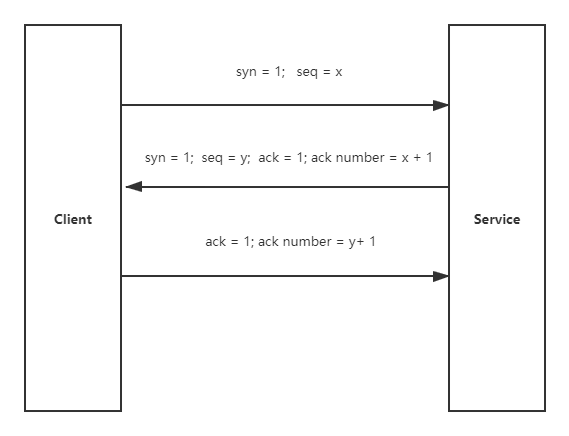 syn = 1; seq = x
syn = 1; seq = y; ack = 1; ack number = x + 1
Client
Service
ack = 1; ack number = y+ 1